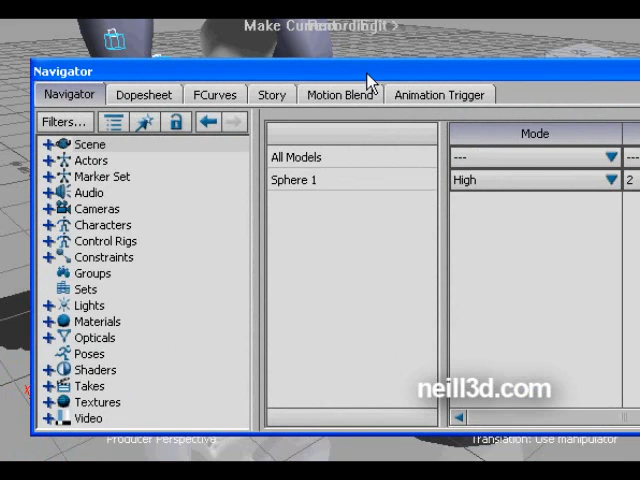 Make Current
Navigator
Navigator Dopesheet FCurves Story Motion Blend Animation Trigger
Filters...
Mode
Scene
Actors
All Models --- ---
Marker Set
Sphere 1 High 2
Audio
Cameras
Characters
Control Rigs
Constraints
Groups
Sets
Lights
Materials
Opticals
Poses
Shaders
Takes
neill3d.com
Textures
Video
Producer Perspective
Translation: Use manipulator